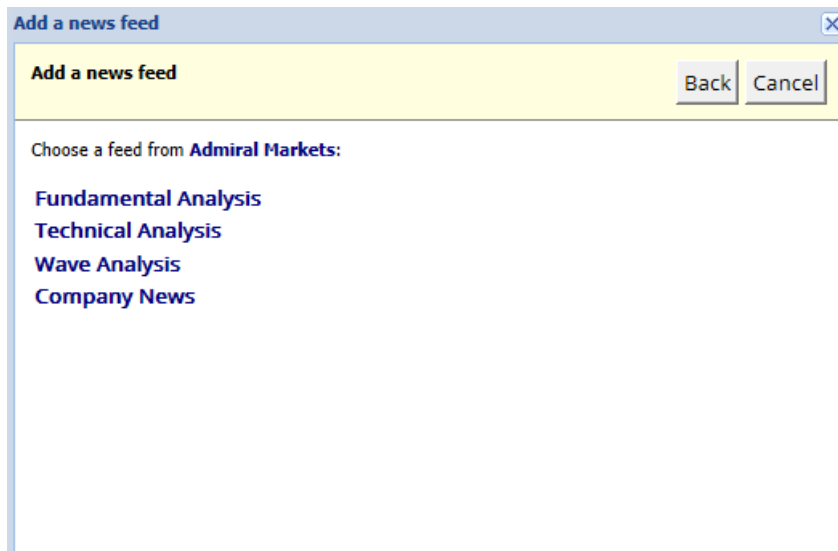 Add a news feed
Add a news feed
Back Cancel
Choose a feed from Admiral Markets:
Fundamental Analysis
Technical Analysis
Wave Analysis
Company News